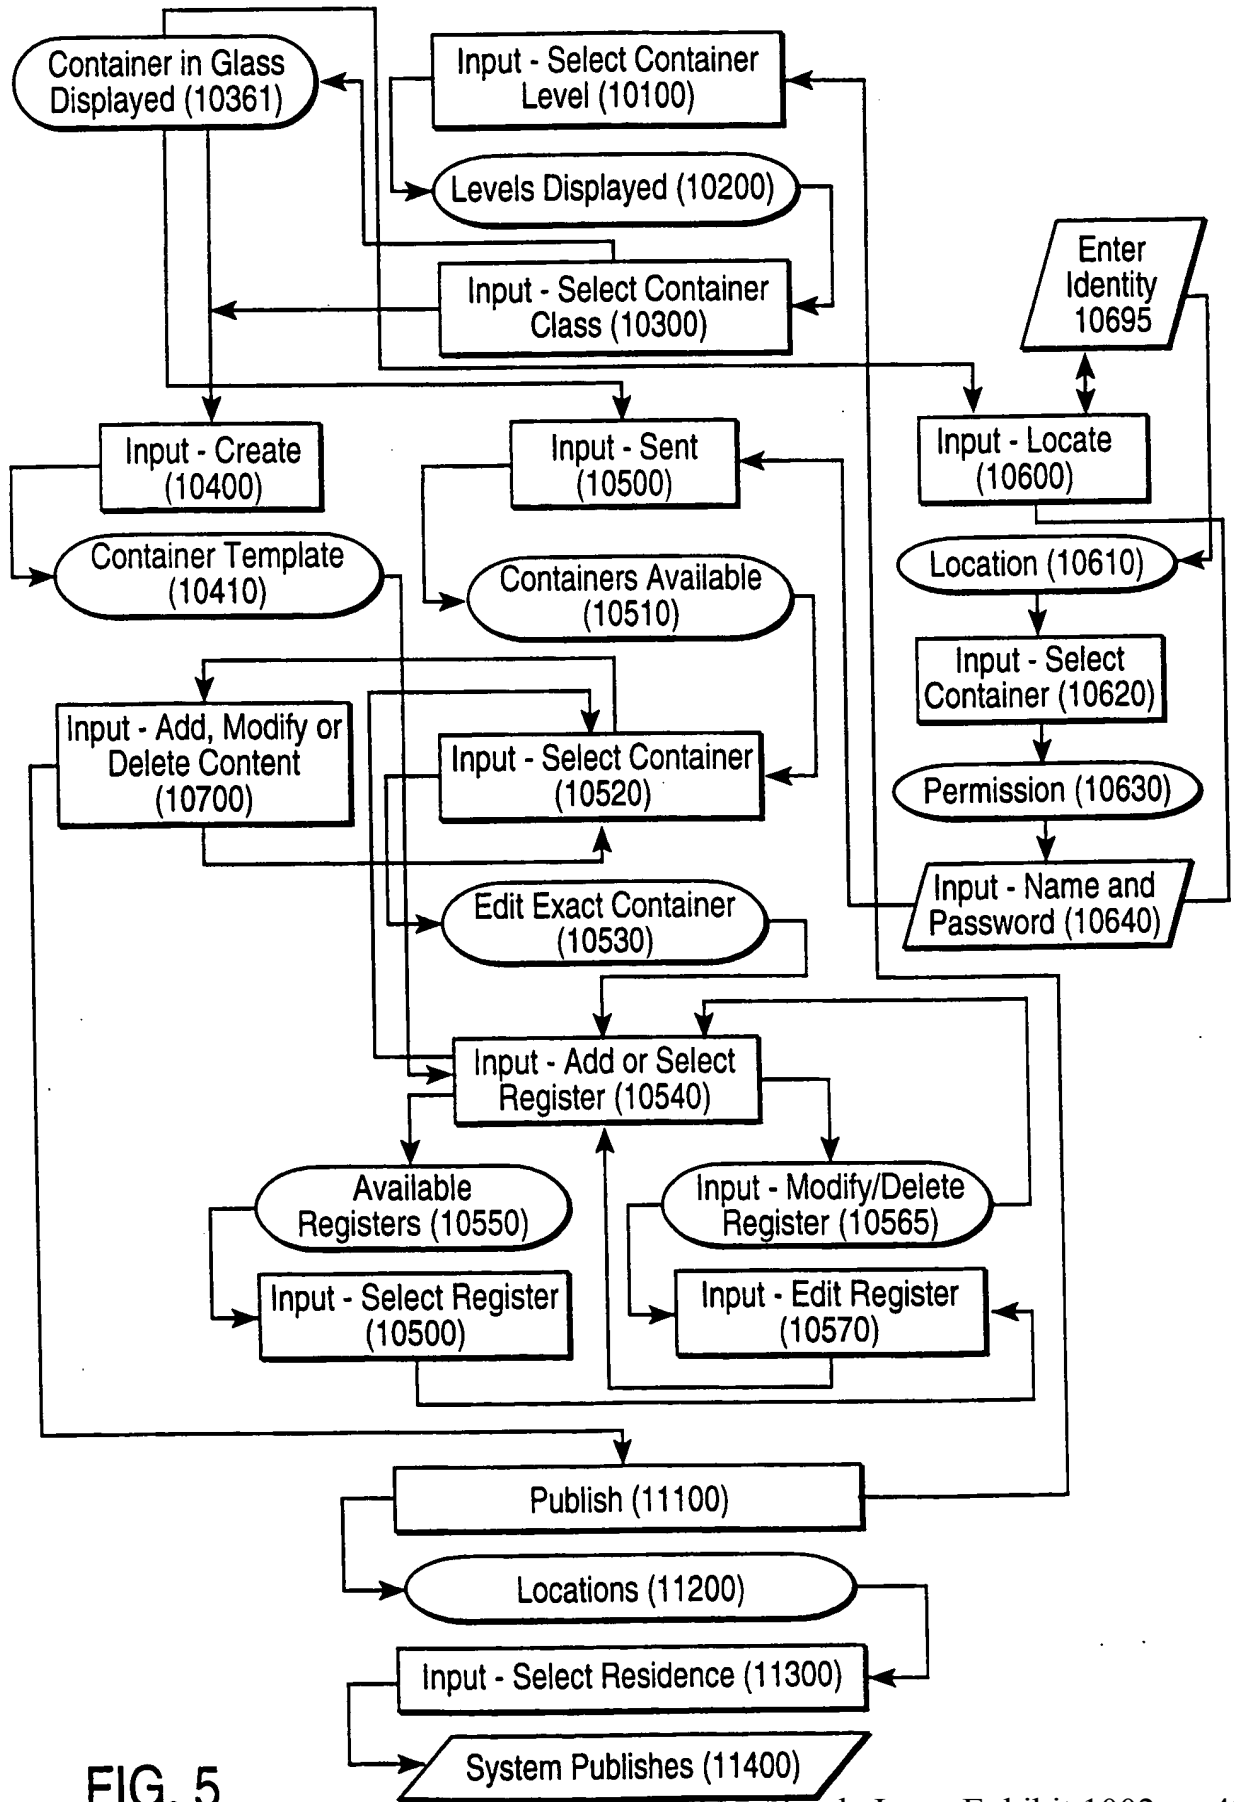 Container in Glass
Displayed (10361)
Input - Select Container
Level (10100)
Levels Displayed (10200)
Input - Select Container
Class (10300)
Enter
Identity
10695
Input - Create
(10400)
Input - Sent
(10500)
Input - Locate
(10600)
Container Template
(10410)
Containers Available
(10510)
Location (10610)
Input - Select
Container (10620)
Input - Add, Modify or
Delete Content
(10700)
Input - Select Container
(10520)
Permission (10630)
Edit Exact Container
(10530)
Input - Name and
Password (10640)
Input - Add or Select
Register (10540)
Available
Registers (10550)
Input - Modify/Delete
Register (10565)
Input - Select Register
(10500)
Input - Edit Register
(10570)
Publish (11100)
Locations (11200)
Input - Select Residence (11300)
System Publishes (11400)
FIG. 5